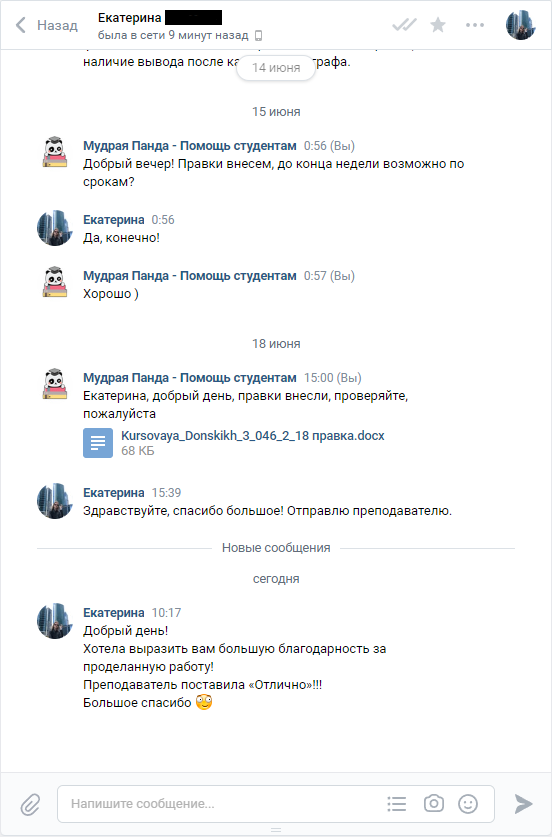 Назад
Екатерина
была в сети 9 минут назад
наличие вывода после ка графа.
14 июня
15 июня
Мудрая Панда - Помощь студентам 0:56 (Вы)
Добрый вечер! Правки внесем, до конца недели возможно по
срокам?
Екатерина 0:56
Да, конечно!
Мудрая Панда - Помощь студентам 0:57 (Вы)
Хорошо )
18 июня
Мудрая Панда - Помощь студентам 15:00 (Вы)
Екатерина, добрый день, правки внесли, проверяйте,
пожалуйста
Kursovaya_Donskikh_3_046_2_18 правка.docx
68 КБ
Екатерина 15:39
Здравствуйте, спасибо большое! Отправлю преподавателю.
Новые сообщения
сегодня
Екатерина 10:17
Добрый день!
Хотела выразить вам большую благодарность за
проделанную работу!
Преподаватель поставила «Отлично»!!!
Большое спасибо 😳
Напишите сообщение...